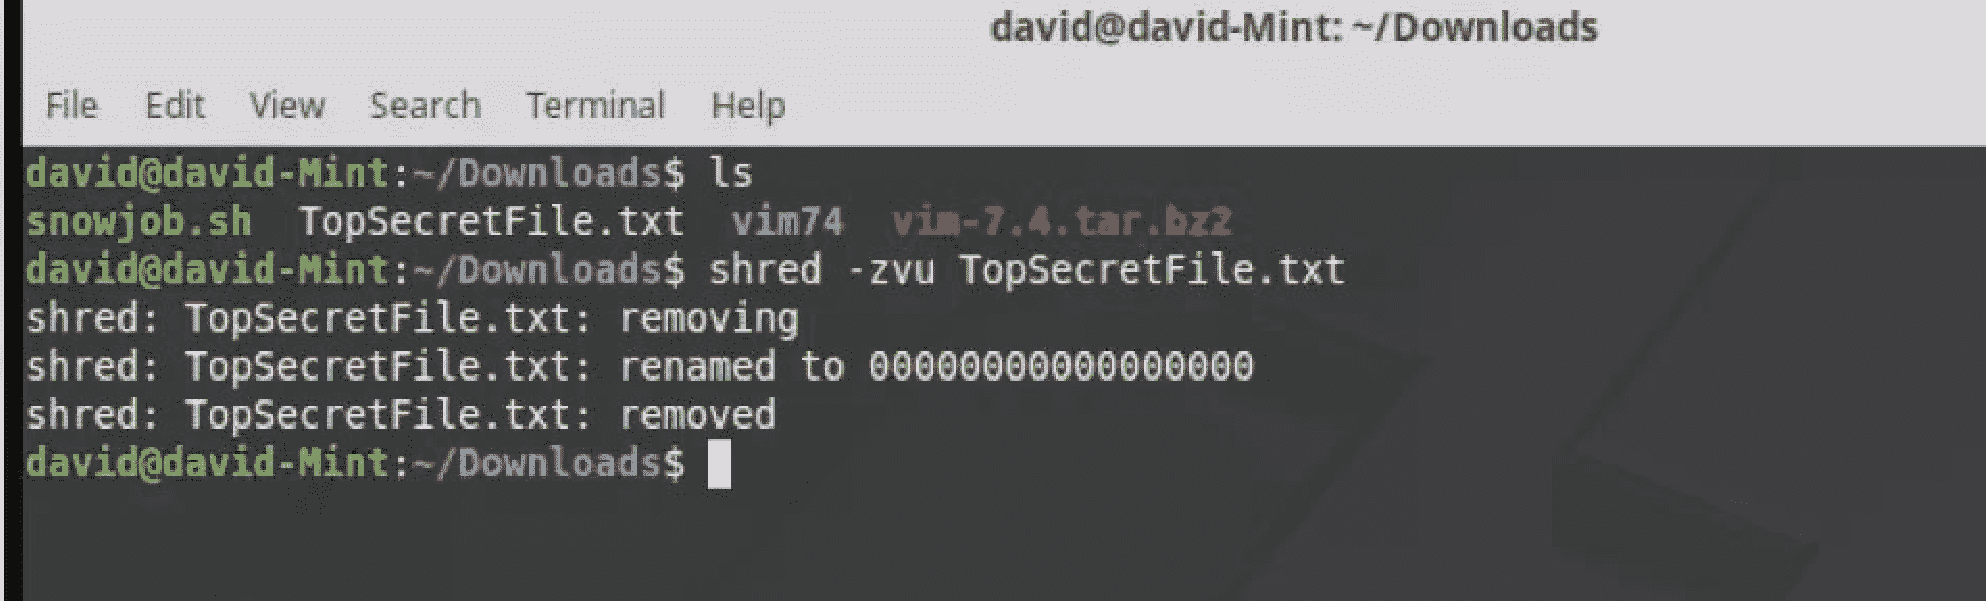 david@david-Mint: ~/Downloads
File Edit View Search Terminal Help
david@david-Mint:~/Downloads$ ls
snowjob.sh TopSecretFile.txt vim74 vim-7.4.tar.bz2
david@david-Mint:~/Downloads$ shred -zvu TopSecretFile.txt
shred: TopSecretFile.txt: removing
shred: TopSecretFile.txt: renamed to 00000000000000000
shred: TopSecretFile.txt: removed
david@david-Mint:~/Downloads$